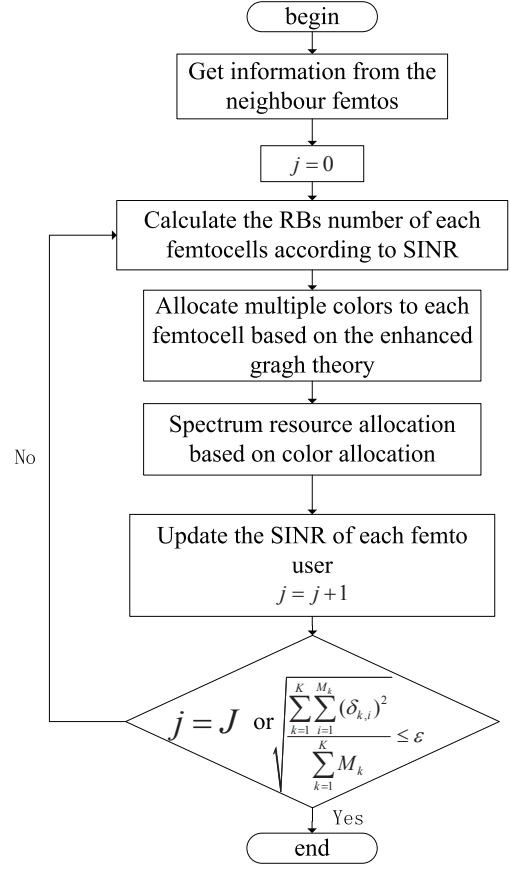 begin
Get information from the
neighbour femtos
j = 0
Calculate the RBs number of each
femtocells according to SINR
Allocate multiple colors to each
femtocell based on the enhanced
gragh theory
Spectrum resource allocation
based on color allocation
No
Update the SINR of each femto
user
j = j+1
j = J or √(∑_{k=1}^{K} ∑_{i=1}^{M_k} (δ_{k,i})² / ∑_{k=1}^{K} M_k) ≤ ε
Yes
end